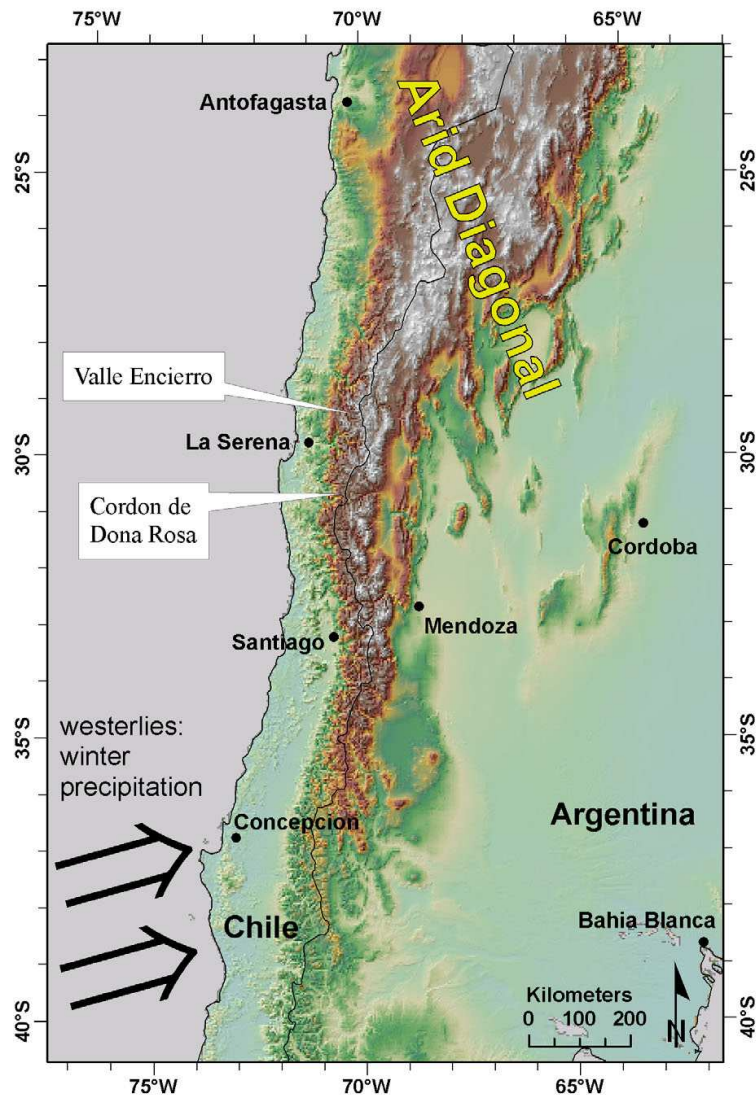 75°W
70°W
65°W
Antofagasta
Arid Diagonal
25°S
25°S
Valle Encierro
La Serena
30°S
30°S
Cordon de
Dona Rosa
Cordoba
Mendoza
Santiago
westerlies:
winter
precipitation
35°S
35°S
Concepcion
Argentina
Chile
Bahia Blanca
Kilometers
0 100 200
N
40°S
40°S
75°W
70°W
65°W